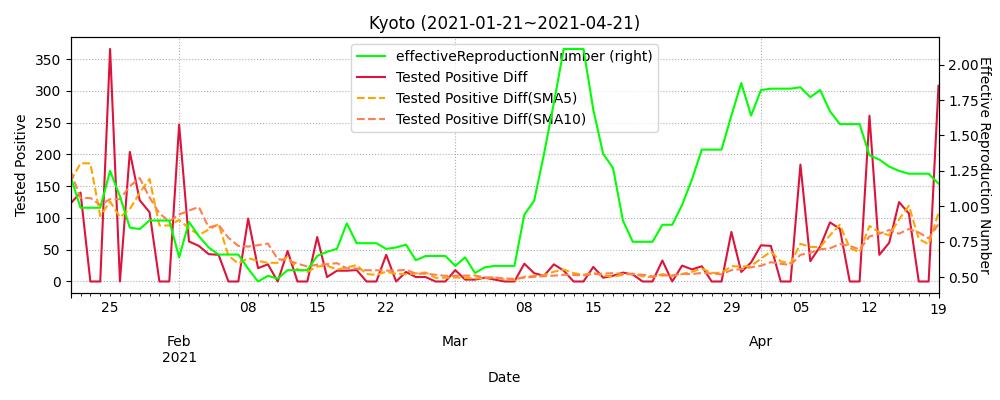 Kyoto (2021-01-21~2021-04-21)
effectiveReproductionNumber (right)
Tested Positive Diff
Tested Positive Diff(SMA5)
Tested Positive Diff(SMA10)
Tested Positive
350
300
250
200
150
100
50
0
2.00
1.75
1.50
1.25
1.00
0.75
0.50
Effective Reproduction Number
25 08 15 22 08 15 22 29 05 12 19
Feb Mar Apr
2021
Date